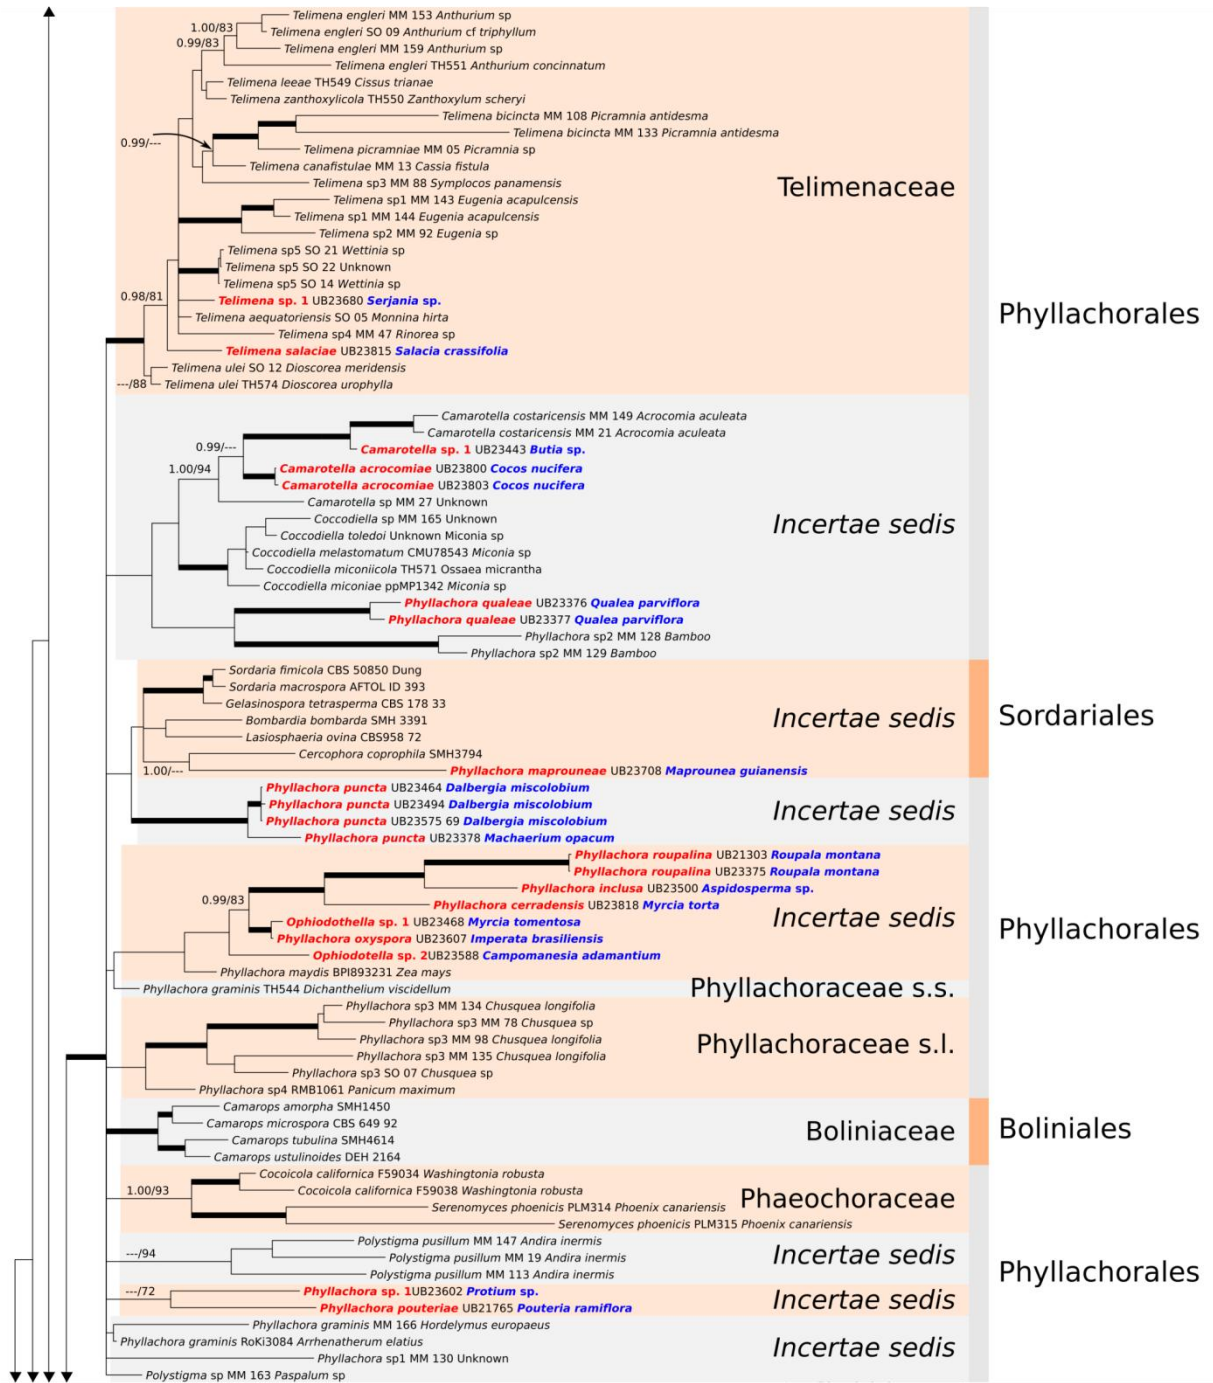 1.00/83
0.99/83
Telimena engleri MM 153 Anthurium sp
Telimena engleri SO 09 Anthurium cf triphyllum
Telimena engleri MM 159 Anthurium sp
Telimena engleri TH551 Anthurium concinnatum
Telimena leeae TH549 Cissus trianae
Telimena zanthoxylicola TH550 Zanthoxylum scheryi
Telimena bicincta MM 108 Picramnia antidesma
Telimena bicincta MM 133 Picramnia antidesma
0.99/---
Telimena picramniae MM 05 Picramnia sp
Telimena canafistulae MM 13 Cassia fistula
Telimena sp3 MM 88 Symplocos panamensis
Telimenaceae
Telimena sp1 MM 143 Eugenia acapulcensis
Telimena sp1 MM 144 Eugenia acapulcensis
Telimena sp2 MM 92 Eugenia sp
Telimena sp5 SO 21 Wettinia sp
Telimena sp5 SO 22 Unknown
Telimena sp5 SO 14 Wettinia sp
0.98/81
Telimena sp. 1 UB23680 Serjania sp.
Telimena aequatoriensis SO 05 Monnina hirta
Phyllachorales
Telimena sp4 MM 47 Rinorea sp
Telimena salaciae UB23815 Salacia crassifolia
Telimena ulei SO 12 Dioscorea meridensis
---/88
Telimena ulei TH574 Dioscorea urophylla
Camarotella costaricensis MM 149 Acrocomia aculeata
Camarotella costaricensis MM 21 Acrocomia aculeata
0.99/---
Camarotella sp. 1 UB23443 Butia sp.
1.00/94
Camarotella acrocomiae UB23800 Cocos nucifera
Camarotella acrocomiae UB23803 Cocos nucifera
Camarotella sp MM 27 Unknown
Coccodiella sp MM 165 Unknown
Incertae sedis
Coccodiella toledoi Unknown Miconia sp
Coccodiella melastomatum CMU78543 Miconia sp
Coccodiella miconiicola TH571 Ossaea micrantha
Coccodiella miconiae ppMP1342 Miconia sp
Phyllachora qualeae UB23376 Qualea parviflora
Phyllachora qualeae UB23377 Qualea parviflora
Phyllachora sp2 MM 128 Bamboo
Phyllachora sp2 MM 129 Bamboo
Sordaria fimicola CBS 50850 Dung
Sordaria macrospora AFTOL ID 393
Gelasinospora tetrasperma CBS 178 33
Bombardia bombarda SMH 3391
Incertae sedis
Sordariales
Lasiosphaeria ovina CBS958 72
Cercophora coprophila SMH3794
1.00/---
Phyllachora maprouneae UB23708 Maprounea guianensis
Phyllachora puncta UB23464 Dalbergia miscolobium
Phyllachora puncta UB23494 Dalbergia miscolobium
Incertae sedis
Phyllachora puncta UB23575 69 Dalbergia miscolobium
Phyllachora puncta UB23378 Machaerium opacum
Phyllachora roupalina UB21303 Roupala montana
Phyllachora roupalina UB23375 Roupala montana
Phyllachora inclusa UB23500 Aspidosperma sp.
0.99/83
Phyllachora cerradensis UB23818 Myrcia torta
Incertae sedis
Ophiodothella sp. 1 UB23468 Myrcia tomentosa
Phyllachorales
Phyllachora oxyspora UB23607 Imperata brasiliensis
Ophiodotella sp. 2UB23588 Campomanesia adamantium
Phyllachora maydis BPI893231 Zea mays
Phyllachora graminis TH544 Dichanthelium viscidellum
Phyllachoraceae s.s.
Phyllachora sp3 MM 134 Chusquea longifolia
Phyllachora sp3 MM 78 Chusquea sp
Phyllachora sp3 MM 98 Chusquea longifolia
Phyllachoraceae s.l.
Phyllachora sp3 MM 135 Chusquea longifolia
Phyllachora sp3 SO 07 Chusquea sp
Phyllachora sp4 RMB1061 Panicum maximum
Camarops amorpha SMH1450
Camarops microspora CBS 649 92
Boliniaceae
Boliniales
Camarops tubulina SMH4614
Camarops ustulinoides DEH 2164
Cocoicola californica F59034 Washingtonia robusta
1.00/93
Cocoicola californica F59038 Washingtonia robusta
Phaeochoraceae
Serenomyces phoenicis PLM314 Phoenix canariensis
Serenomyces phoenicis PLM315 Phoenix canariensis
Polystigma pusillum MM 147 Andira inermis
---/94
Polystigma pusillum MM 19 Andira inermis
Incertae sedis
Polystigma pusillum MM 113 Andira inermis
Phyllachorales
---/72
Phyllachora sp. 1UB23602 Protium sp.
Incertae sedis
Phyllachora pouteriae UB21765 Pouteria ramiflora
Phyllachora graminis MM 166 Hordelymus europaeus
Phyllachora graminis RoKi3084 Arrhenatherum elatius
Incertae sedis
Phyllachora sp1 MM 130 Unknown
Polystigma sp MM 163 Paspalum sp